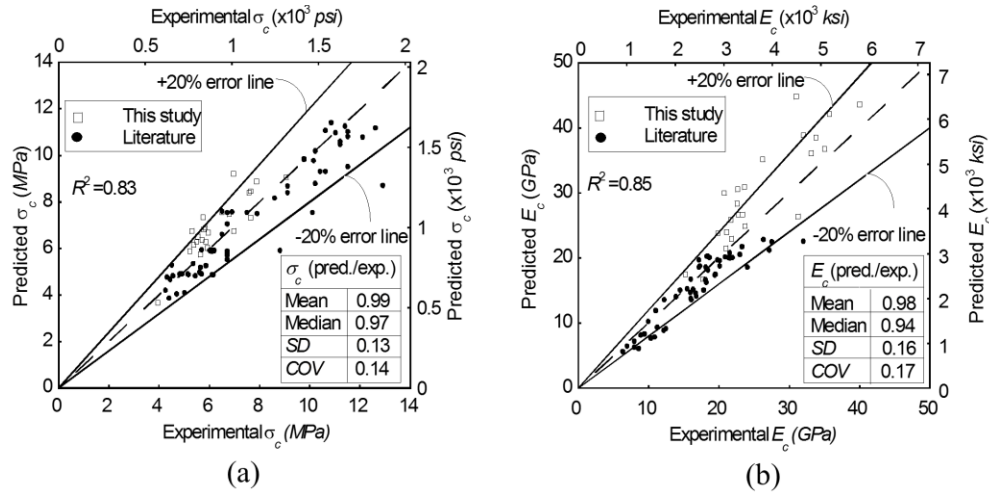 Experimental σc (x10³ psi)
0 0.5 1 1.5 2
14
12
10
8
6
4
2
0
Predicted σc (MPa)
+20% error line
This study
Literature
R²=0.83
-20% error line
σc (pred./exp.)
Mean 0.99
Median 0.97
SD 0.13
COV 0.14
2
1.5
1
0.5
0
Predicted σc (x10³ psi)
0 2 4 6 8 10 12 14
Experimental σc (MPa)
(a)
Experimental Ec (x10³ ksi)
0 1 2 3 4 5 6 7
50
40
30
20
10
0
Predicted Ec (GPa)
+20% error line
This study
Literature
R²=0.85
-20% error line
Ec (pred./exp.)
Mean 0.98
Median 0.94
SD 0.16
COV 0.17
7
6
5
4
3
2
1
0
Predicted Ec (x10³ ksi)
0 10 20 30 40 50
Experimental Ec (GPa)
(b)